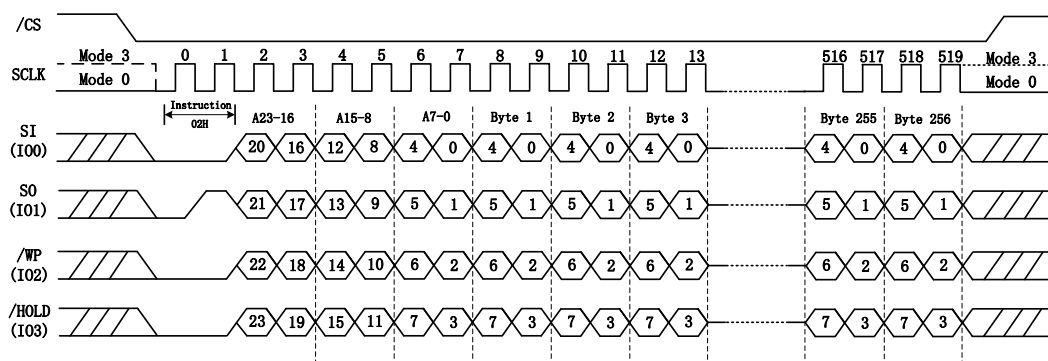 /CS
Mode 3 0 1 2 3 4 5 6 7 8 9 10 11 12 13 516 517 518 519 Mode 3
SCLK
Mode 0 Mode 0
Instruction
02H
A23-16 A15-8 A7-0 Byte 1 Byte 2 Byte 3 Byte 255 Byte 256
SI
(IO0)
20 16 12 8 4 0 4 0 4 0 4 0 4 0 4 0
SO
(IO1)
21 17 13 9 5 1 5 1 5 1 5 1 5 1 5 1
/WP
(IO2)
22 18 14 10 6 2 6 2 6 2 6 2 6 2 6 2
/HOLD
(IO3)
23 19 15 11 7 3 7 3 7 3 7 3 7 3 7 3